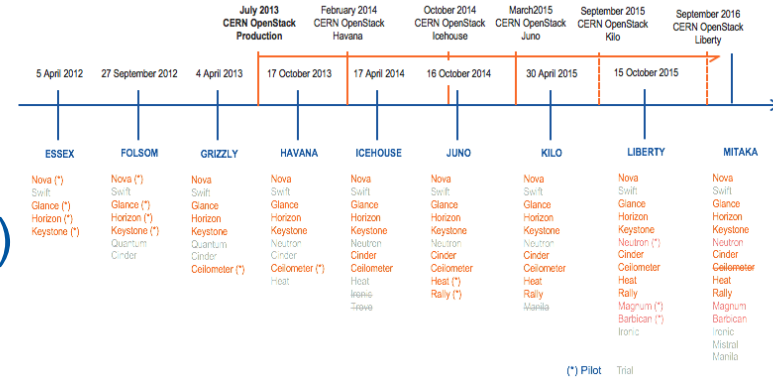 July 2013
CERN OpenStack
Production
February 2014
CERN OpenStack
Havana
October 2014
CERN OpenStack
Icehouse
March2015
CERN OpenStack
Juno
September 2015
CERN OpenStack
Kilo
September 2016
CERN OpenStack
Liberty
5 April 2012
27 September 2012
4 April 2013
17 October 2013
17 April 2014
16 October 2014
30 April 2015
15 October 2015
ESSEX
Nova (*)
Swift
Glance (*)
Horizon (*)
Keystone (*)
FOLSOM
Nova (*)
Swift
Glance (*)
Horizon (*)
Keystone (*)
Quantum
Cinder
GRIZZLY
Nova
Swift
Glance
Horizon
Keystone
Quantum
Cinder
Ceilometer (*)
HAVANA
Nova
Swift
Glance
Horizon
Keystone
Neutron
Cinder
Ceilometer (*)
Heat
ICEHOUSE
Nova
Swift
Glance
Horizon
Keystone
Neutron
Cinder
Ceilometer
Heat
Ironic
Trove
JUNO
Nova
Swift
Glance
Horizon
Keystone
Neutron
Cinder
Ceilometer
Heat (*)
Rally (*)
KILO
Nova
Swift
Glance
Horizon
Keystone
Neutron
Cinder
Ceilometer
Heat
Rally
Manila
LIBERTY
Nova
Swift
Glance
Horizon
Keystone
Neutron (*)
Cinder
Ceilometer
Heat
Rally
Magnum (*)
Barbican (*)
Ironic
MITAKA
Nova
Swift
Glance
Horizon
Keystone
Neutron
Cinder
Ceilometer
Heat
Rally
Magnum
Barbican
Ironic
Mistral
Manila
)
(*) Pilot Trial